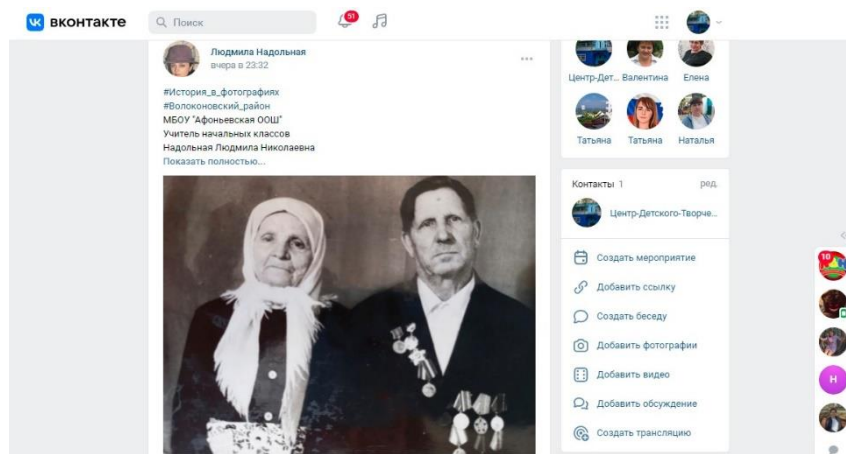 вконтакте
Поиск
51
Людмила Надольная
вчера в 23:32
#История_в_фотографиях
#Волоконовский_район
МБОУ "Афоньевская ООШ"
Учитель начальных классов
Надольная Людмила Николаевна
Показать полностью...
Центр-Дет... Валентина Елена
Татьяна Татьяна Наталья
Контакты 1 ред.
Центр-Детского-Творче...
Создать мероприятие
Добавить ссылку
Создать беседу
Добавить фотографии
Добавить видео
Добавить обсуждение
Создать трансляцию
10
Н